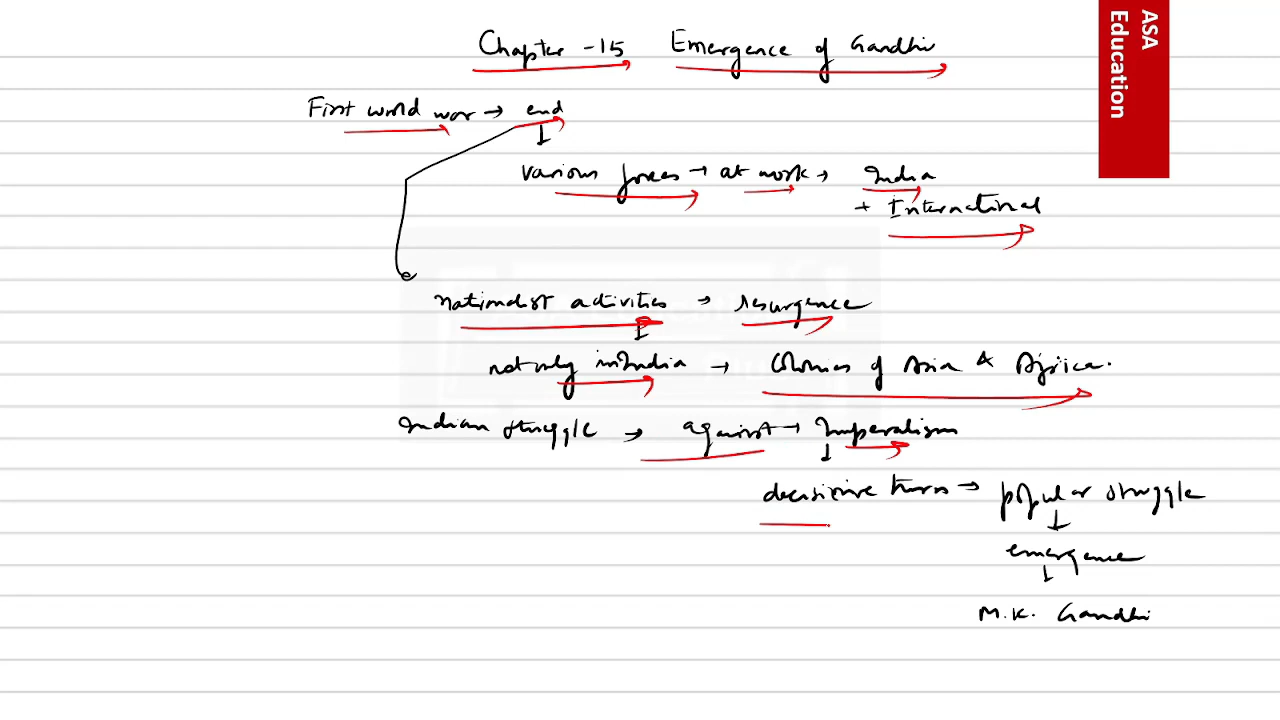 Chapter -15 Emergence of Gandhi
ASA Education
First world war → end
↓
various forces → at work → India
+ International
nationalist activities → resurgence
↓
not only in India → Colonies of Asia & Africa.
Indian struggle → against → Imperalism
↓
decisive turn → popular struggle
↓
emergence
↓
M.K. Gandhi